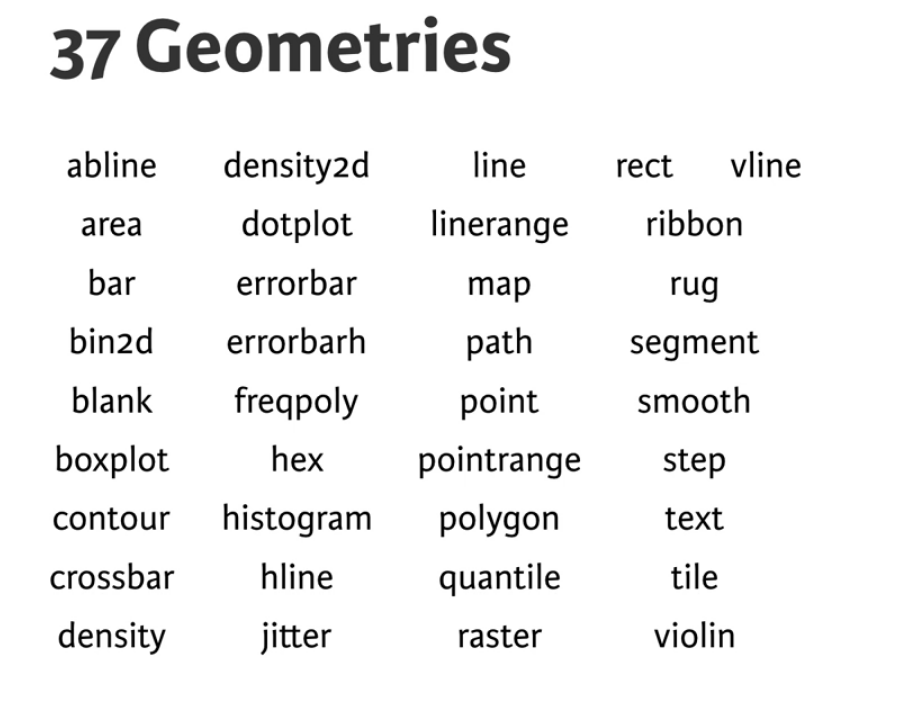 37 Geometries
abline density2d line rect vline
area dotplot linerange ribbon
bar errorbar map rug
bin2d errorbarh path segment
blank freqpoly point smooth
boxplot hex pointrange step
contour histogram polygon text
crossbar hline quantile tile
density jitter raster violin